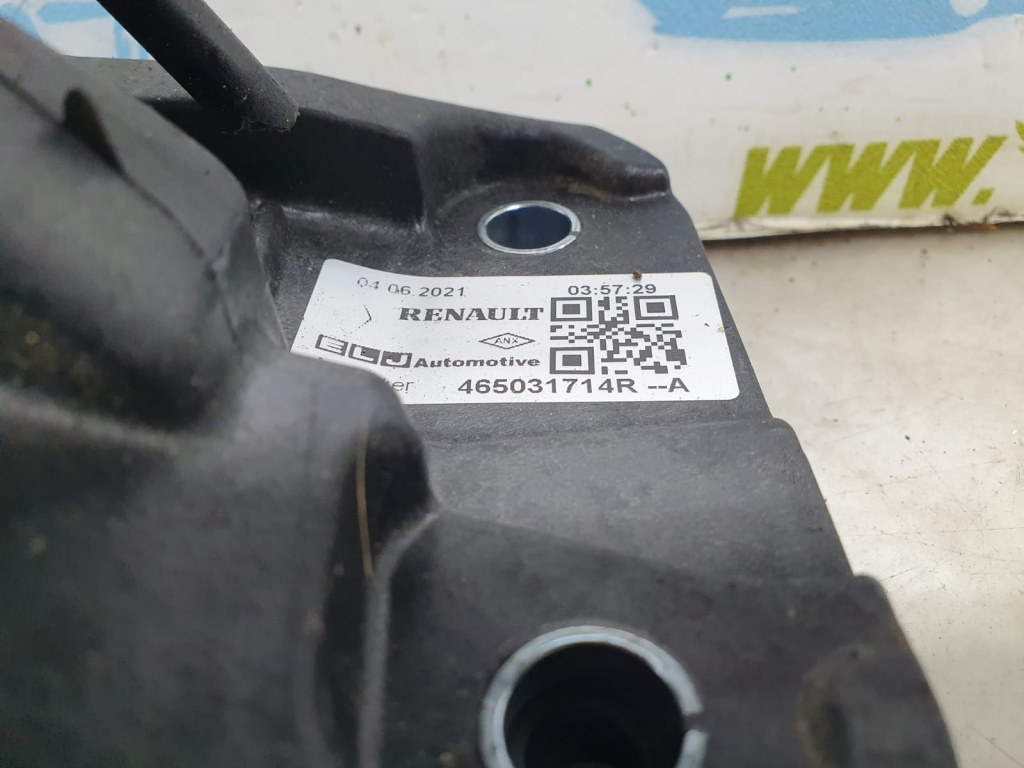 www.
04 06.2021 03:57:29
RENAULT
ANX
ELJ Automotive
465031714R --A